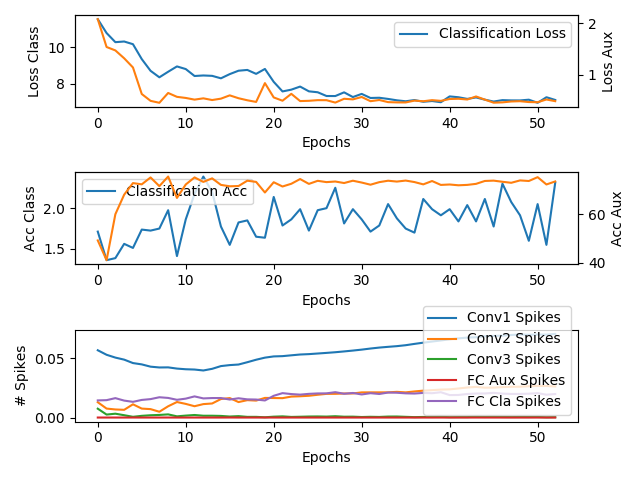 Classification Loss
Loss Class
Loss Aux
10
8
2
1
0 10 20 30 40 50
Epochs
Classification Acc
Acc Class
Acc Aux
2.0
1.5
60
40
0 10 20 30 40 50
Epochs
Conv1 Spikes
Conv2 Spikes
Conv3 Spikes
FC Aux Spikes
FC Cla Spikes
# Spikes
0.05
0.00
0 10 20 30 40 50
Epochs